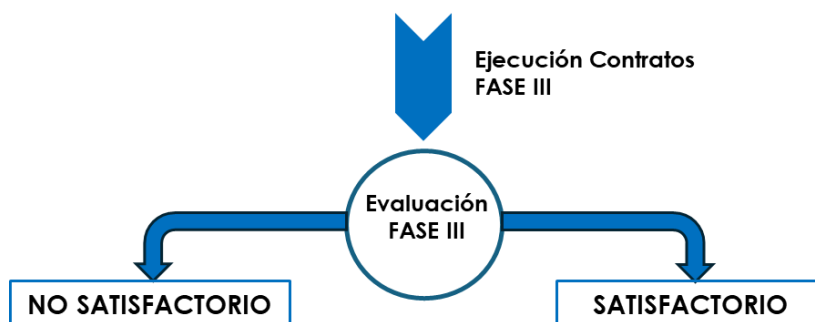 Ejecución Contratos
FASE III
Evaluación
FASE III
NO SATISFACTORIO
SATISFACTORIO